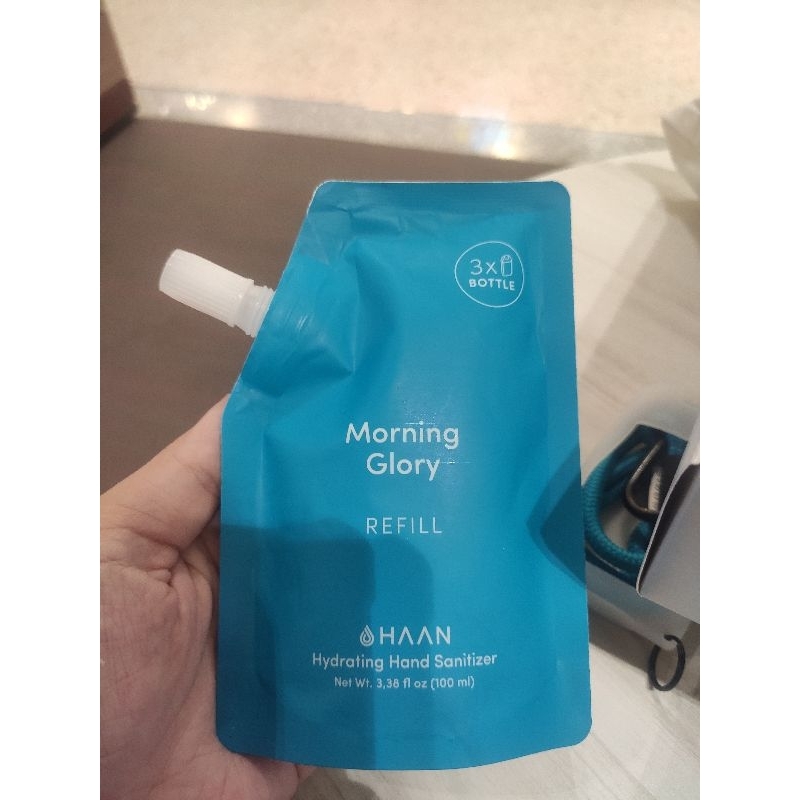 3x
BOTTLE
Morning
Glory
REFILL
HAAN
Hydrating Hand Sanitizer
Net Wt. 3,38 fl oz (100 ml)